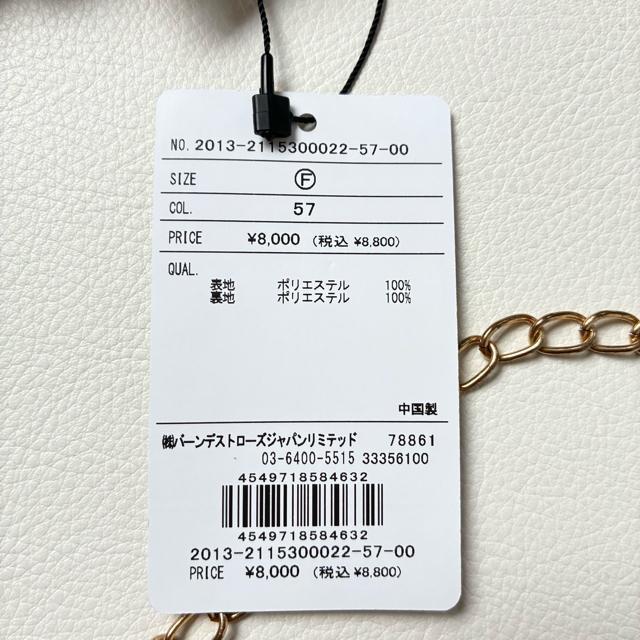 NO. 2013-2115300022-57-00
SIZE Ⓕ
COL. 57
PRICE ¥8,000 (税込 ¥8,800)
QUAL.
表地 ポリエステル 100%
裏地 ポリエステル 100%
中国製
㈱バーンデストローズジャパンリミテッド 78861
03-6400-5515 33356100
4549718584632
4549718584632
2013-2115300022-57-00
PRICE ¥8,000 (税込 ¥8,800)